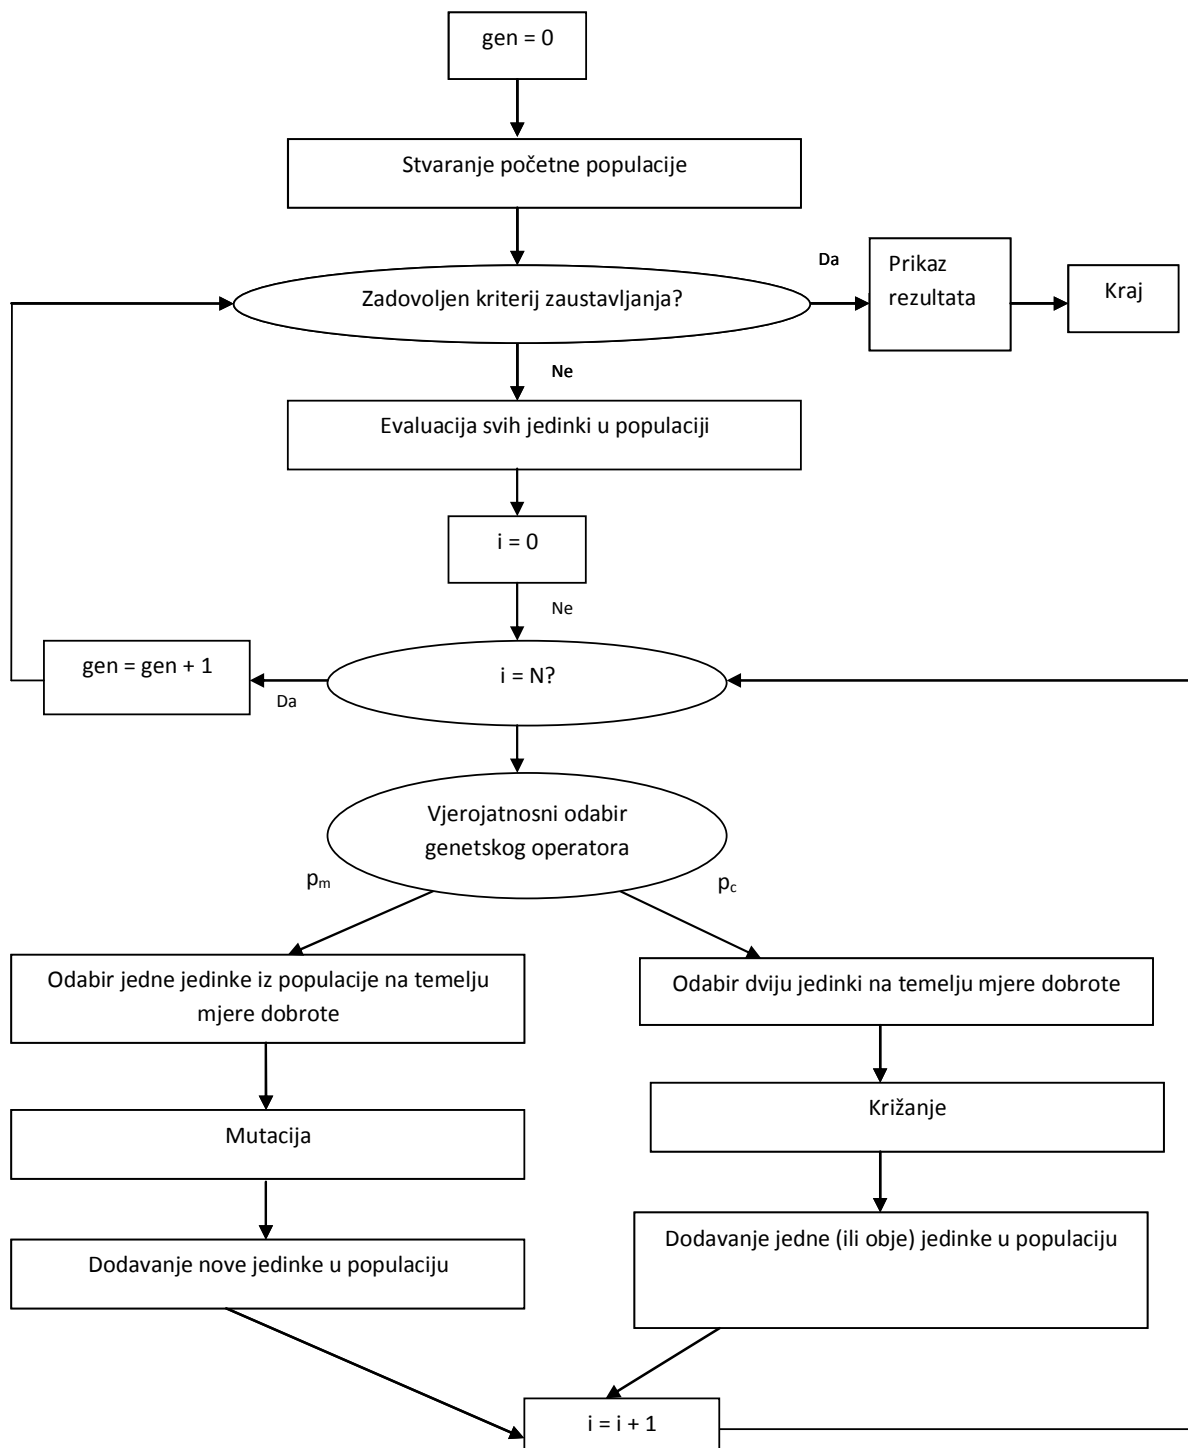 gen = 0
Stvaranje početne populacije
Zadovoljen kriterij zaustavljanja?
Da
Prikaz
rezultata
Kraj
Ne
Evaluacija svih jedinki u populaciji
i = 0
Ne
i = N?
gen = gen + 1
Da
Vjerojatnosni odabir
genetskog operatora
pm
pc
Odabir jedne jedinke iz populacije na temelju
mjere dobrote
Odabir dviju jedinki na temelju mjere dobrote
Mutacija
Križanje
Dodavanje nove jedinke u populaciju
Dodavanje jedne (ili obje) jedinke u populaciju
i = i + 1